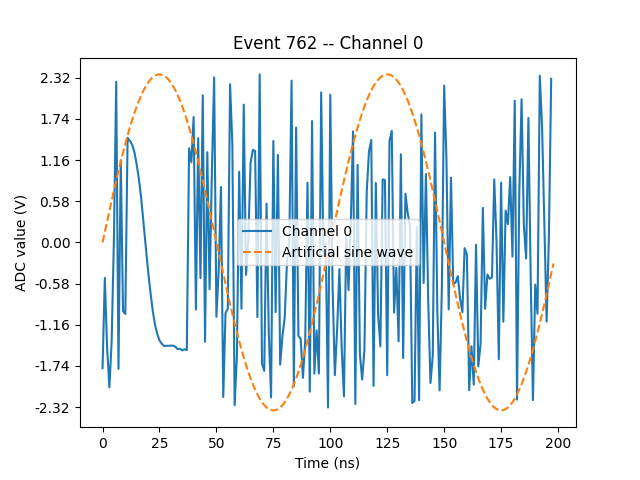 Event 762 -- Channel 0
ADC value (V)
2.32
1.74
1.16
0.58
0.00
-0.58
-1.16
-1.74
-2.32
Channel 0
Artificial sine wave
0 25 50 75 100 125 150 175 200
Time (ns)